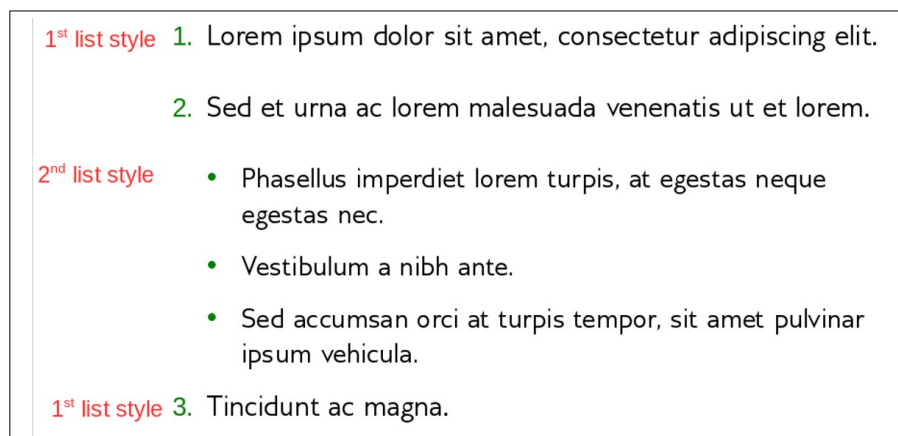 1st list style 1. Lorem ipsum dolor sit amet, consectetur adipiscing elit.
2. Sed et urna ac lorem malesuada venenatis ut et lorem.
2nd list style • Phasellus imperdiet lorem turpis, at egestas neque
egestas nec.
• Vestibulum a nibh ante.
• Sed accumsan orci at turpis tempor, sit amet pulvinar
ipsum vehicula.
1st list style 3. Tincidunt ac magna.